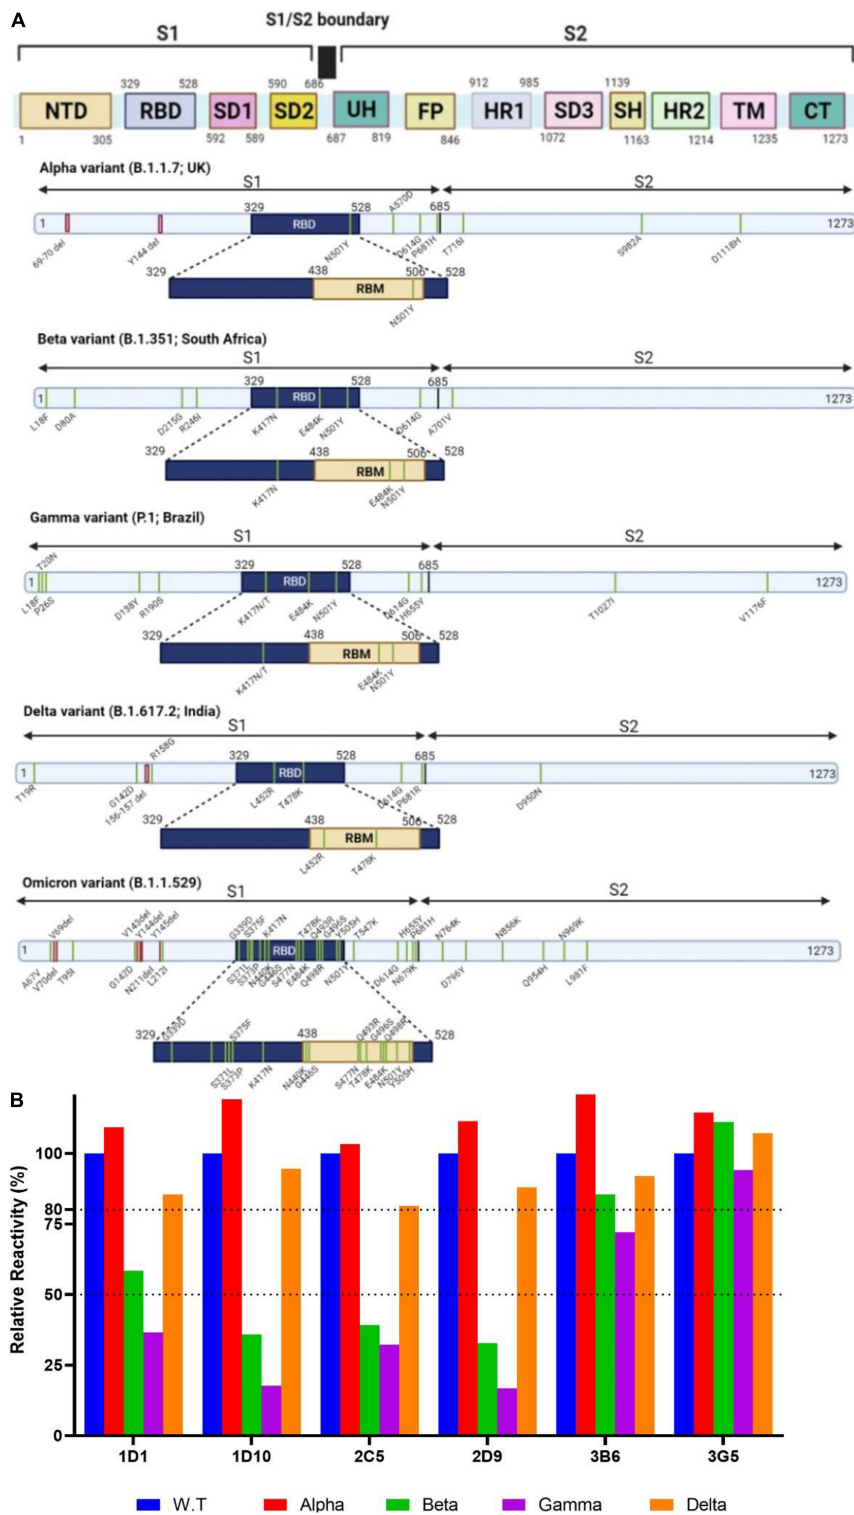 A
S1/S2 boundary
S1
S2
329 528 590 686 912 985 1139
NTD RBD SD1 SD2 UH FP HR1 SD3 SH HR2 TM CT
1 305 592 589 687 819 846 1072 1163 1214 1235 1273
Alpha variant (B.1.1.7; UK)
S1 S2
329 528 A570D 685
1 RBD 1273
69-70 del Y144 del N501Y D614G P681H T716I S982A D1118H
329 438 506 528
RBM
N501Y
Beta variant (B.1.351; South Africa)
S1 S2
329 528 685
1 RBD 1273
L18F D80A D215G R246I K417N E484K N501Y D614G A701V
329 438 506 528
RBM
K417N E484K N501Y
Gamma variant (P.1; Brazil)
S1 S2
T20N 329 528 685
1 RBD 1273
L18F P26S D138Y R190S K417N/T E484K N501Y D614G H655Y T1027I V1176F
329 438 506 528
RBM
K417N/T E484K N501Y
Delta variant (B.1.617.2; India)
S1 S2
R158G 329 528 685
1 RBD 1273
T19R G142D 156-157 del L452R T478K D614G P681R D950N
329 438 506 528
RBM
L452R T478K
Omicron variant (B.1.1.529)
S1 S2
V69del V143del Y144del Y145del G339D S375F K417N T478K Q493R G496S Y505H T547K H655Y P681H N764K N856K N969K
1 RBD 1273
A67V V70del T95I G142D N211del L212I S371L S373P N440K G446S S477N E484K Q498R N501Y D614G N679K D796Y Q954H L981F
329 G339D S375F 438 Q493R G496S Q498R 528
S371L S373P K417N N440K G446S S477N T478K E484K N501Y Y505H
B
Relative Reactivity (%)
100
80
75
50
25
0
1D1 1D10 2C5 2D9 3B6 3G5
W.T Alpha Beta Gamma Delta